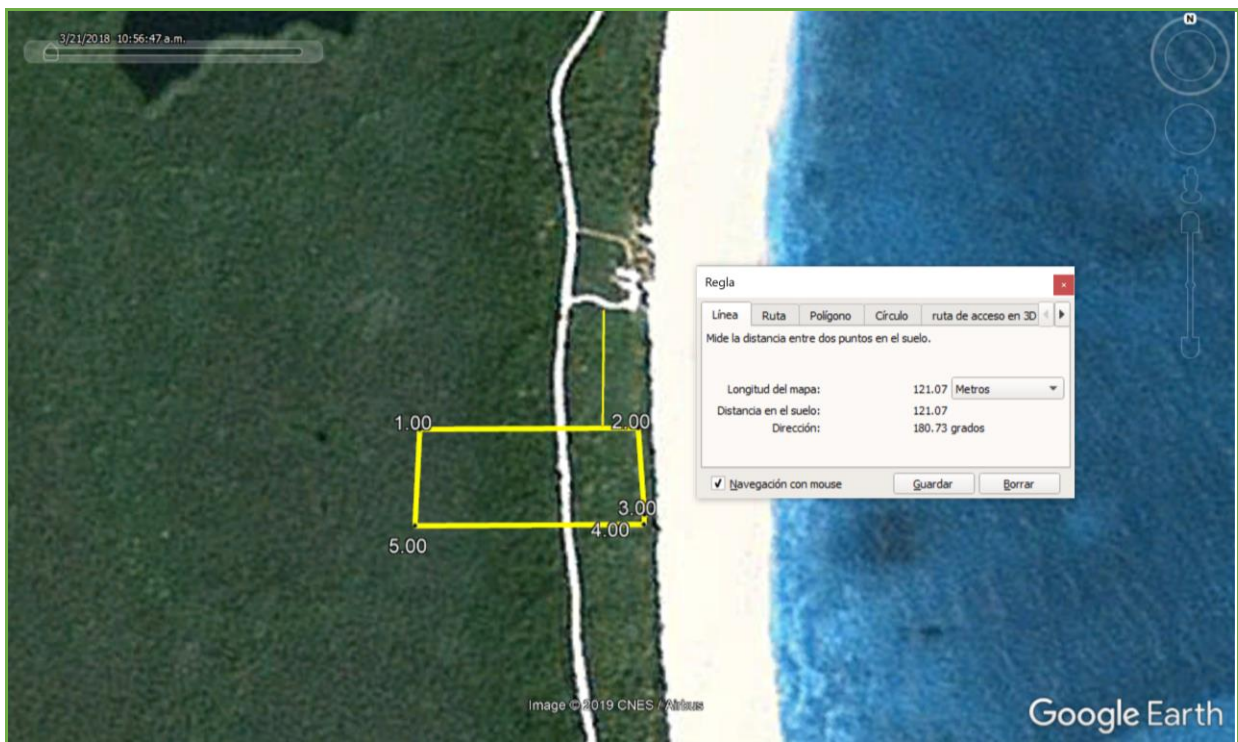 3/21/2018 10:56:47 a.m.
N
Regla
Línea Ruta Polígono Círculo ruta de acceso en 3D
Mide la distancia entre dos puntos en el suelo.
Longitud del mapa: 121.07 Metros
Distancia en el suelo: 121.07
Dirección: 180.73 grados
Navegación con mouse Guardar Borrar
1.00 2.00
3.00
4.00
5.00
Image © 2019 CNES / Airbus
Google Earth